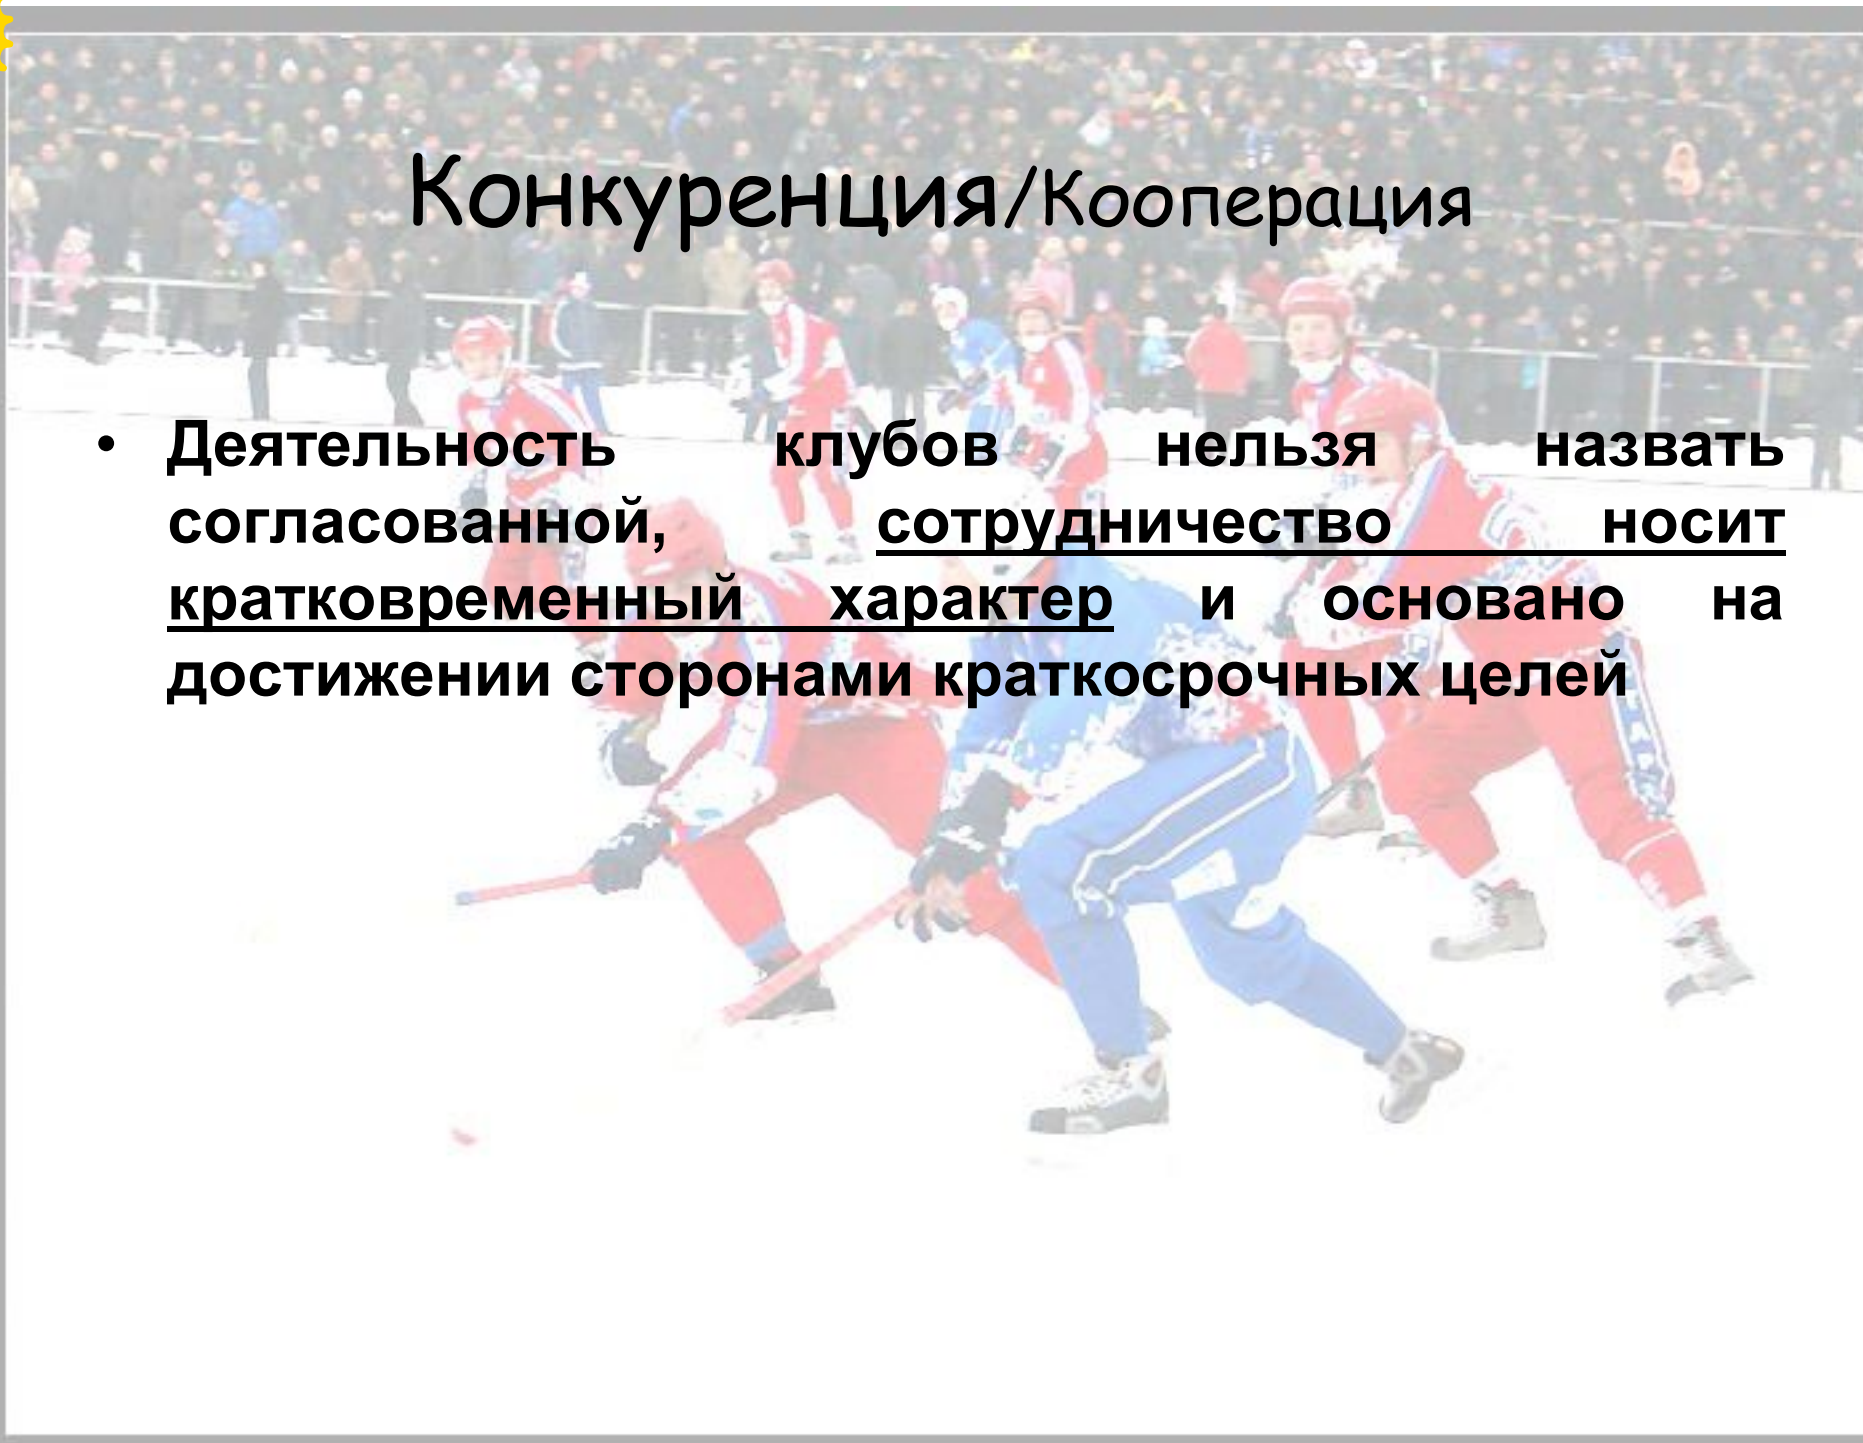 Конкуренция/Кооперация
• Деятельность клубов нельзя назвать
согласованной, сотрудничество носит
кратковременный характер и основано на
достижении сторонами краткосрочных целей